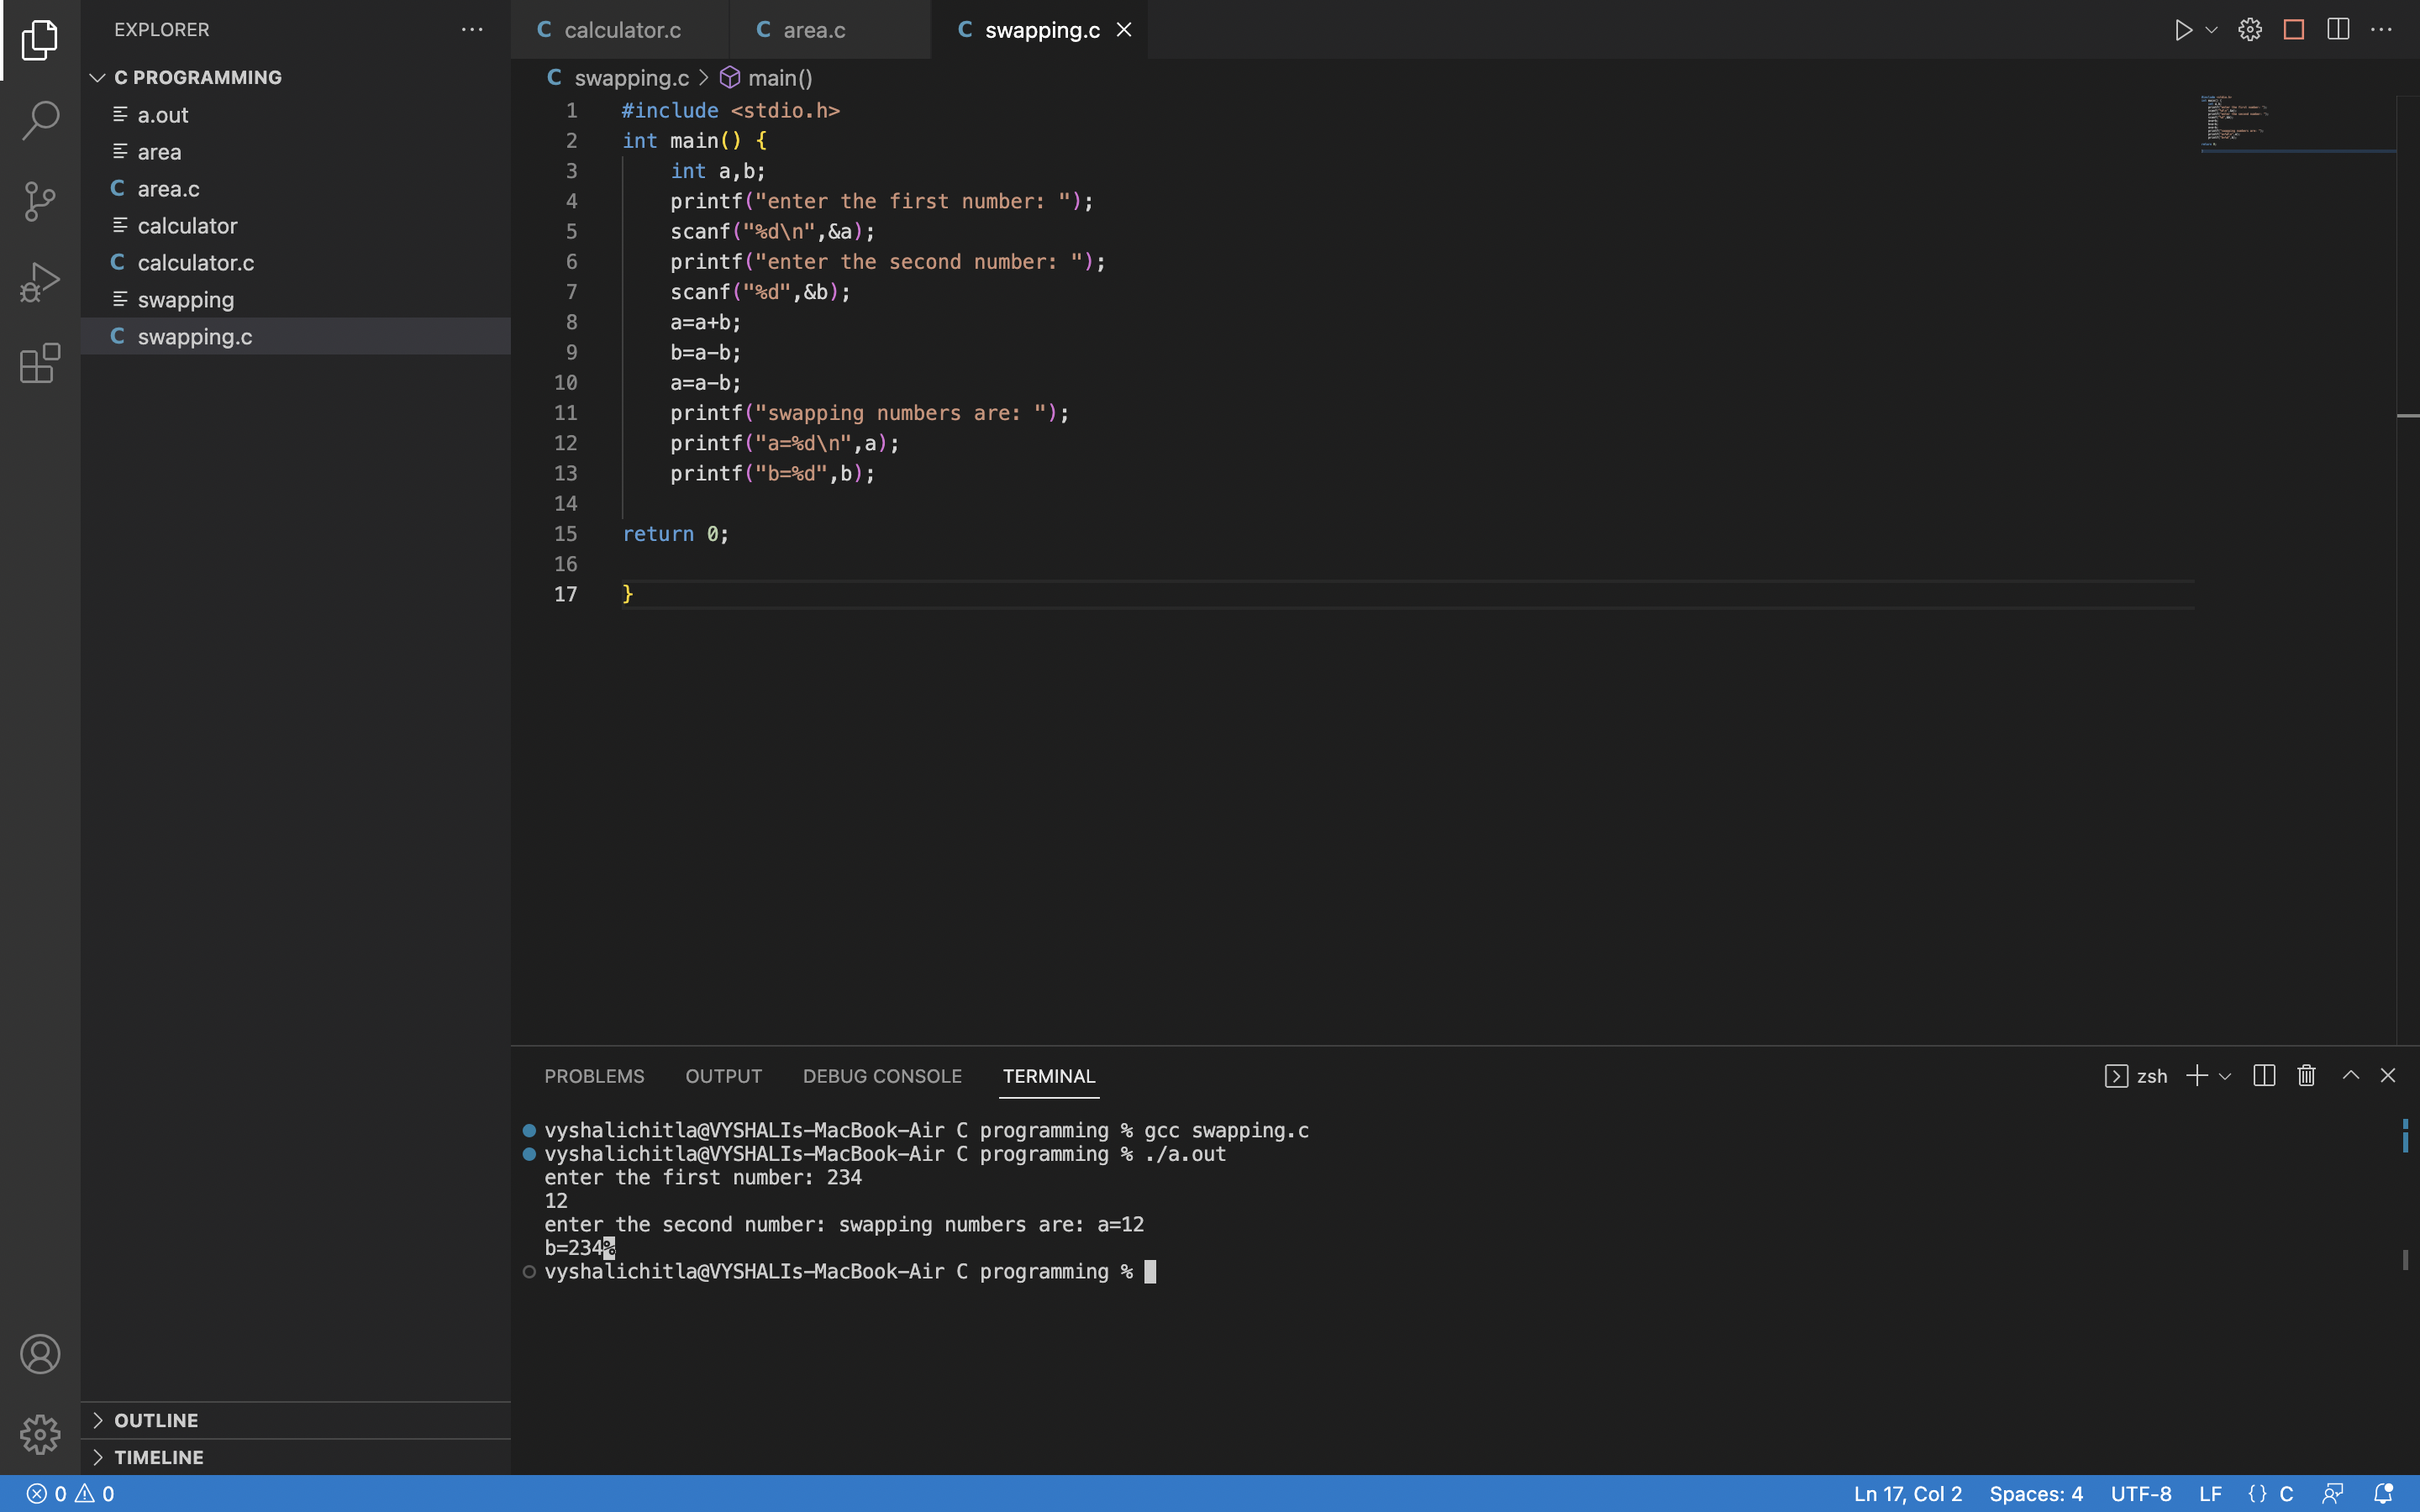 EXPLORER
C PROGRAMMING
a.out
area
C area.c
calculator
C calculator.c
swapping
C swapping.c
OUTLINE
TIMELINE
C calculator.c
C area.c
C swapping.c
C swapping.c > main()
1 #include <stdio.h>
2 int main() {
3     int a,b;
4     printf("enter the first number: ");
5     scanf("%d\n",&a);
6     printf("enter the second number: ");
7     scanf("%d",&b);
8     a=a+b;
9     b=a-b;
10     a=a-b;
11     printf("swapping numbers are: ");
12     printf("a=%d\n",a);
13     printf("b=%d",b);
14
15 return 0;
16
17 }
PROBLEMS OUTPUT DEBUG CONSOLE TERMINAL
zsh
vyshalichitla@VYSHALIs-MacBook-Air C programming % gcc swapping.c
vyshalichitla@VYSHALIs-MacBook-Air C programming % ./a.out
enter the first number: 234
12
enter the second number: swapping numbers are: a=12
b=234%
vyshalichitla@VYSHALIs-MacBook-Air C programming %
0 0 Ln 17, Col 2 Spaces: 4 UTF-8 LF {} C